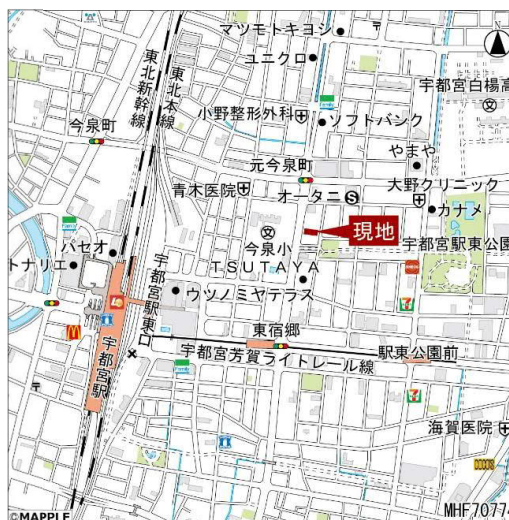 マツモトキヨシ
ユニクロ
宇都宮白楊高
東北新幹線
東北本線
Family
小野整形外科
ソフトバンク
今泉町
やまや
元今泉町
青木医院
オータニ
S
大野クリニック
カナメ
現地
今泉小
宇都宮駅東公園
Family
パセオ
トナリエ
TSUTAYA
宇都宮駅東口
ウツノミヤテラス
7
東宿郷
宇都宮芳賀ライトレール線
駅東公園前
宇都宮駅
Family
7
海賀医院
©MAPPLE
MHF70774